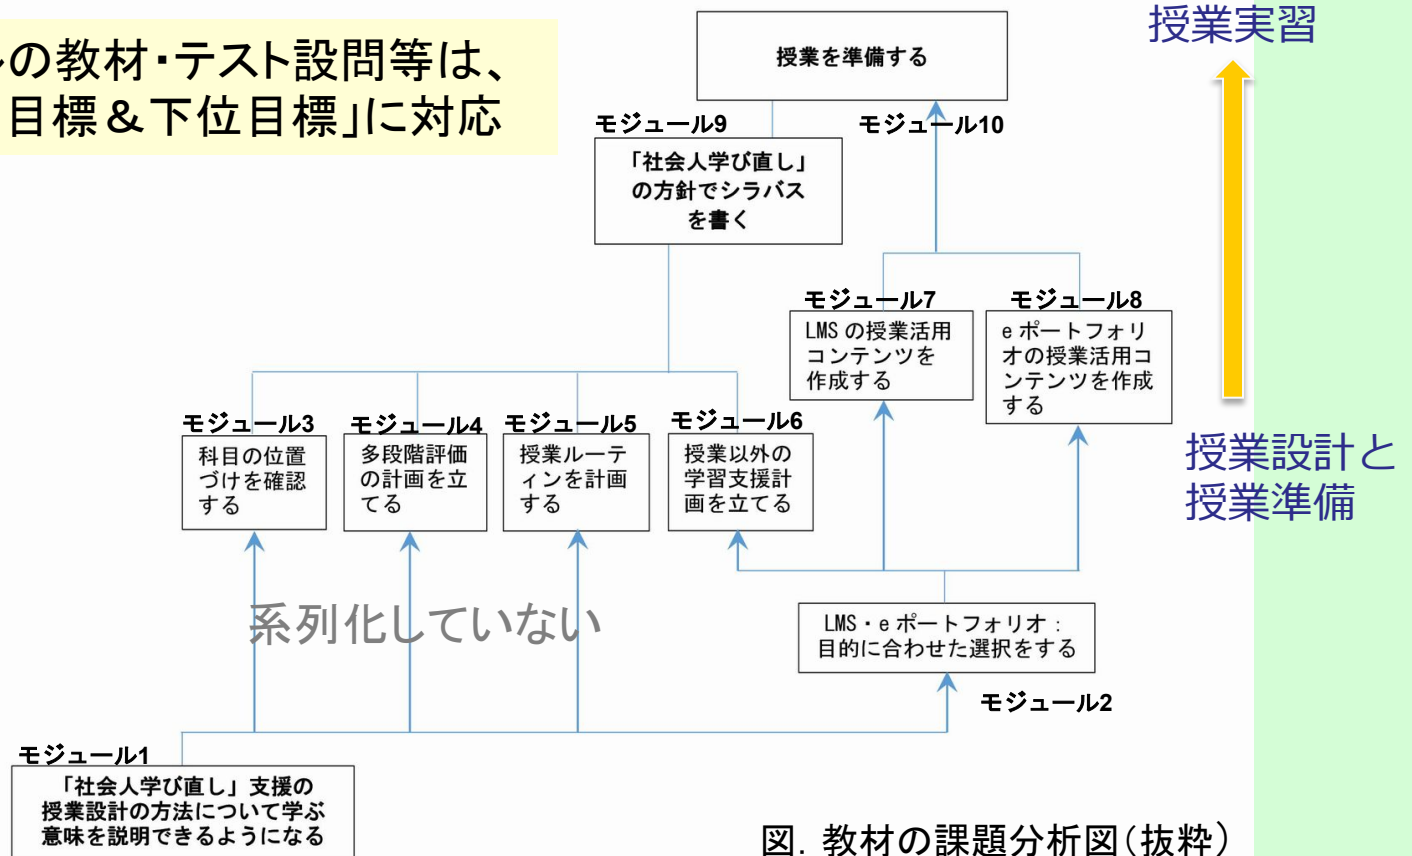 の教材・テスト設問等は、
目標＆下位目標」に対応
授業実習
授業を準備する
モジュール9
モジュール10
「社会人学び直し」
の方針でシラバス
を書く
モジュール7
モジュール8
LMS の授業活用
コンテンツを
作成する
e ポートフォリ
オの授業活用コ
ンテンツを作成
する
モジュール3
モジュール4
モジュール5
モジュール6
科目の位置
づけを確認
する
多段階評価
の計画を立
てる
授業ルーテ
ィンを計画
する
授業以外の
学習支援計
画を立てる
授業設計と
授業準備
系列化していない
LMS・e ポートフォリオ：
目的に合わせた選択をする
モジュール2
モジュール1
「社会人学び直し」支援の
授業設計の方法について学ぶ
意味を説明できるようになる
図．教材の課題分析図（抜粋）